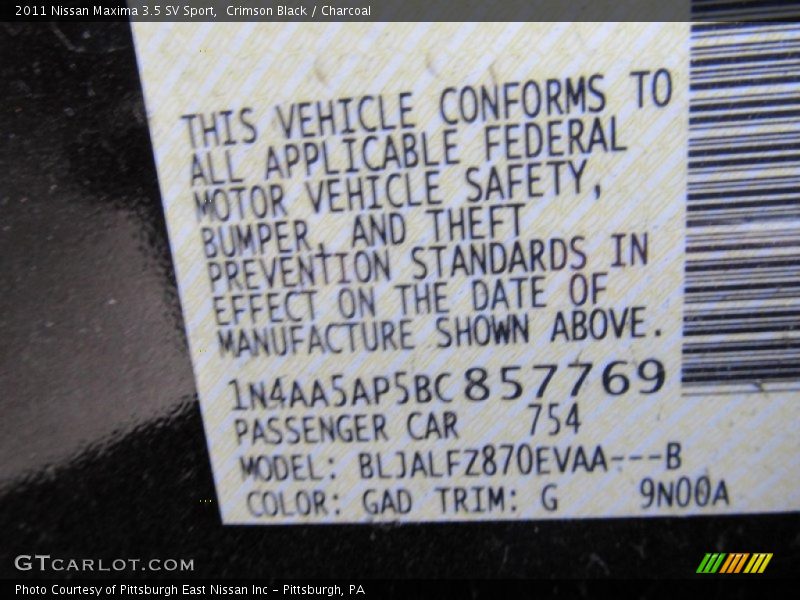 2011 Nissan Maxima 3.5 SV Sport,  Crimson Black / Charcoal
THIS VEHICLE CONFORMS TO
ALL APPLICABLE FEDERAL
MOTOR VEHICLE SAFETY,
BUMPER, AND THEFT
PREVENTION STANDARDS IN
EFFECT ON THE DATE OF
MANUFACTURE SHOWN ABOVE.
1N4AA5AP5BC857769
PASSENGER CAR 754
MODEL: BLJALFZ870EVAA---B
COLOR: GAD TRIM: G 9N00A
GTCARLOT.COM
Photo Courtesy of Pittsburgh East Nissan Inc – Pittsburgh, PA